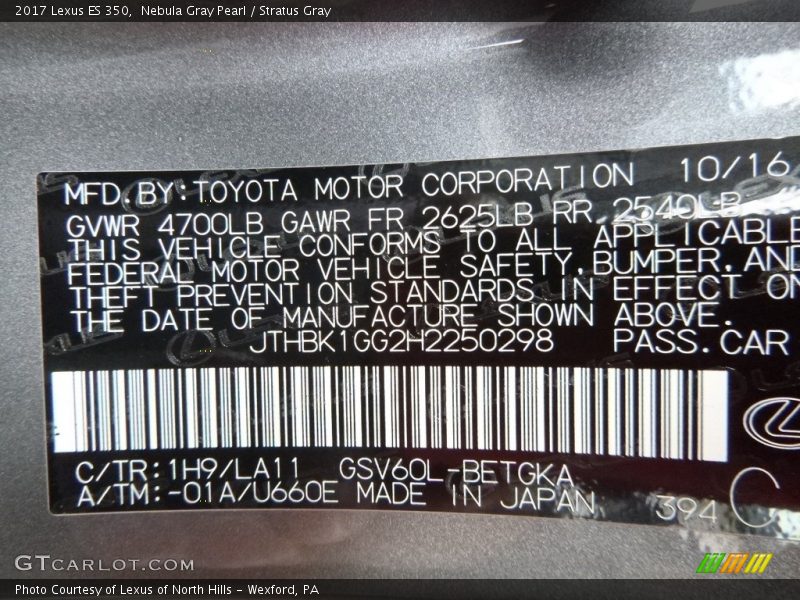 2017 Lexus ES 350, Nebula Gray Pearl / Stratus Gray
MFD.BY:TOYOTA MOTOR CORPORATION 10/16
GVWR 4700LB GAWR FR 2625LB RR 2540LB
THIS VEHICLE CONFORMS TO ALL APPLICABLE
FEDERAL MOTOR VEHICLE SAFETY,BUMPER,AND
THEFT PREVENTION STANDARDS IN EFFECT ON
THE DATE OF MANUFACTURE SHOWN ABOVE.
JTHBK1GG2H2250298 PASS.CAR
C/TR:1H9/LA11 GSV60L-BETGKA
A/TM:-01A/U660E MADE IN JAPAN 394 C
GTCARLOT.COM
Photo Courtesy of Lexus of North Hills - Wexford, PA